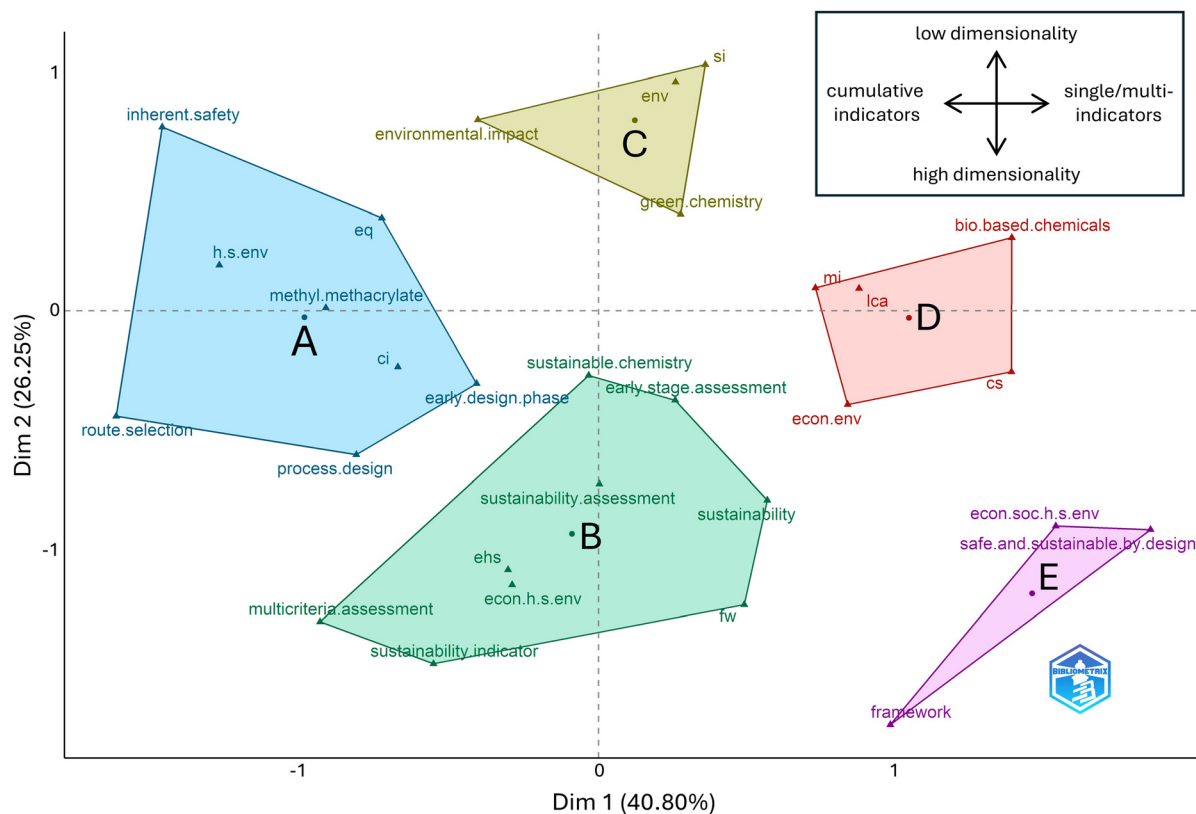 low dimensionality
cumulative
indicators
single/multi-
indicators
high dimensionality
1
0
-1
Dim 2 (26.25%)
si
env
environmental.impact
C
green.chemistry
inherent.safety
eq
h.s.env
methyl.methacrylate
A
ci
early.design.phase
route.selection
process.design
bio.based.chemicals
mi
lca
D
cs
econ.env
sustainable.chemistry
early.stage.assessment
sustainability.assessment
sustainability
B
ehs
econ.h.s.env
multicriteria.assessment
fw
sustainability.indicator
econ.soc.h.s.env
safe.and.sustainable.by.design
E
framework
BIBLIOMETRIX
-1
0
1
Dim 1 (40.80%)